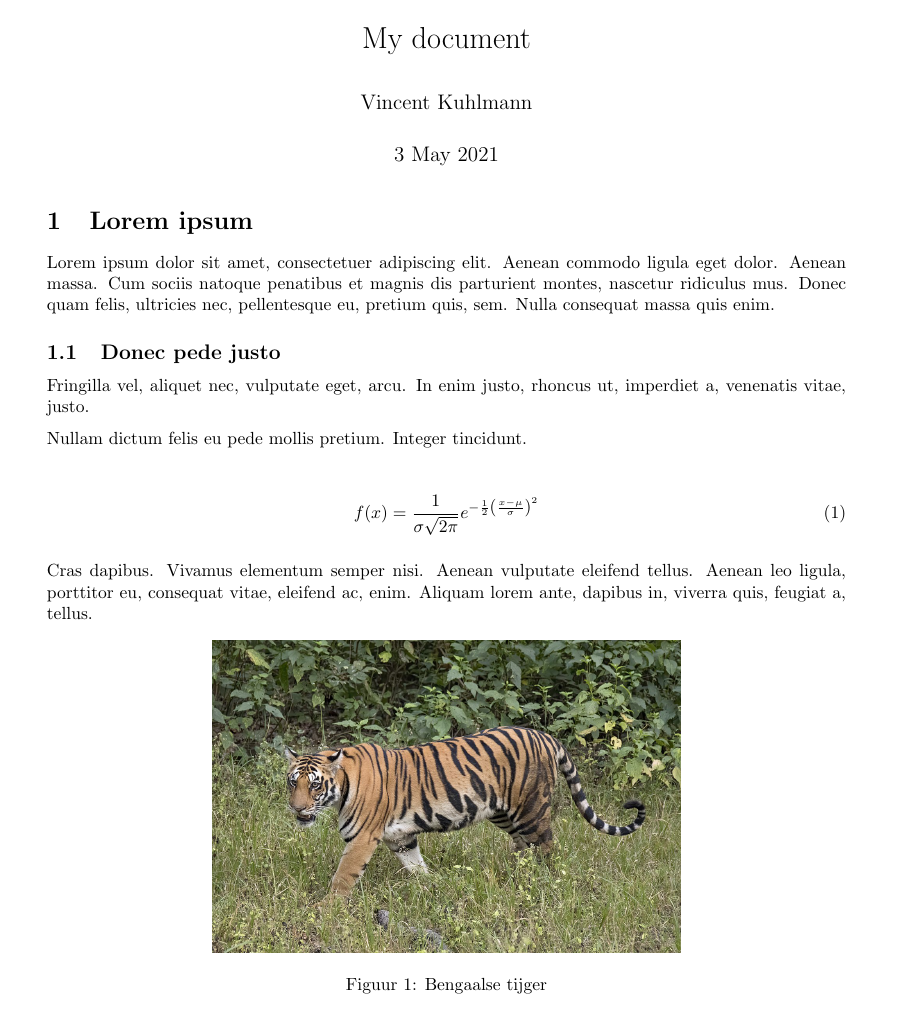 My document
Vincent Kuhlmann
3 May 2021
1 Lorem ipsum
Lorem ipsum dolor sit amet, consectetuer adipiscing elit. Aenean commodo ligula eget dolor. Aenean
massa. Cum sociis natoque penatibus et magnis dis parturient montes, nascetur ridiculus mus. Donec
quam felis, ultricies nec, pellentesque eu, pretium quis, sem. Nulla consequat massa quis enim.
1.1 Donec pede justo
Fringilla vel, aliquet nec, vulputate eget, arcu. In enim justo, rhoncus ut, imperdiet a, venenatis vitae,
justo.
Nullam dictum felis eu pede mollis pretium. Integer tincidunt.
f(x) = \frac{1}{\sigma\sqrt{2\pi}} e^{-\frac{1}{2}\left(\frac{x-\mu}{\sigma}\right)^2} (1)
Cras dapibus. Vivamus elementum semper nisi. Aenean vulputate eleifend tellus. Aenean leo ligula,
porttitor eu, consequat vitae, eleifend ac, enim. Aliquam lorem ante, dapibus in, viverra quis, feugiat a,
tellus.
Figuur 1: Bengaalse tijger